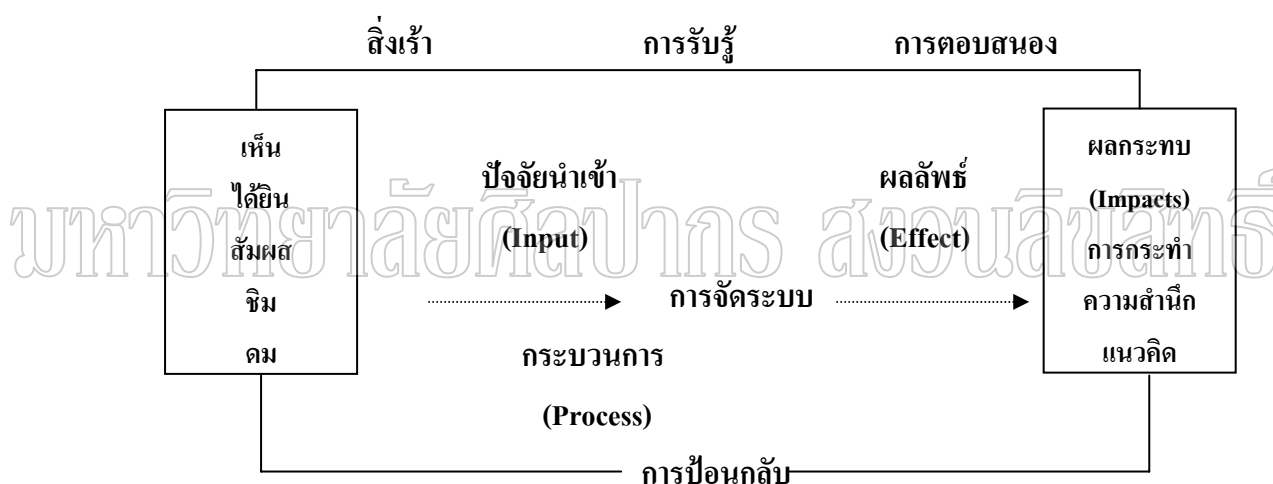 สิ่งเร้า การรับรู้ การตอบสนอง
เห็น
ได้ยิน
สัมผส
ชิม
ดม
ปัจจัยนำเข้า
(Input)
กระบวนการ
(Process)
การจัดระบบ
ผลลัพธ์
(Effect)
ผลกระทบ
(Impacts)
การกระทำ
ความสำนึก
แนวคิด
การป้อนกลับ
มหาวิทยาลัยศิลปากร สงวนลิขสิทธิ์